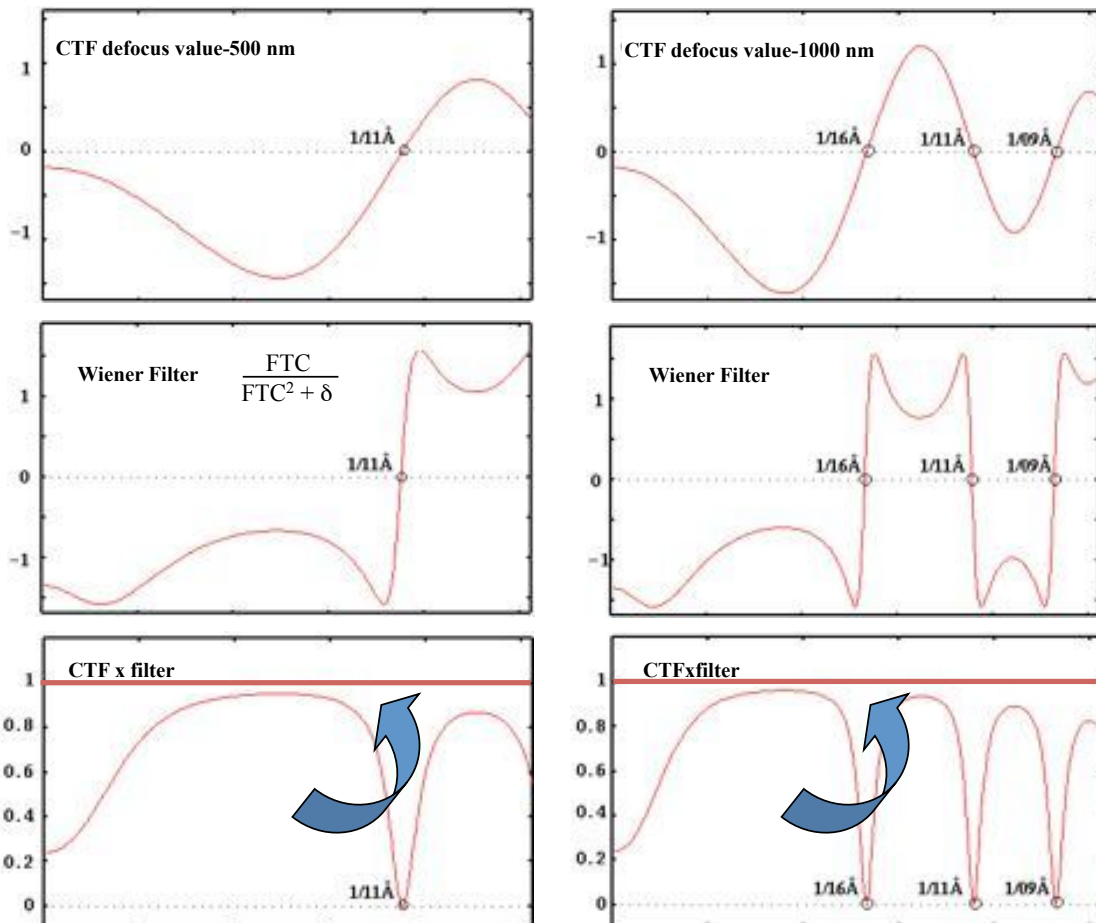 CTF defocus value-500 nm
1
0
-1
1/11Å
CTF defocus value-1000 nm
1
0
-1
1/16Å
1/11Å
1/09Å
Wiener Filter
FTC
FTC² + δ
1
0
-1
1/11Å
Wiener Filter
1
0
-1
1/16Å
1/11Å
1/09Å
CTF x filter
1
0.8
0.6
0.4
0.2
0
1/11Å
CTFxfilter
1
0.8
0.6
0.4
0.2
0
1/16Å
1/11Å
1/09Å